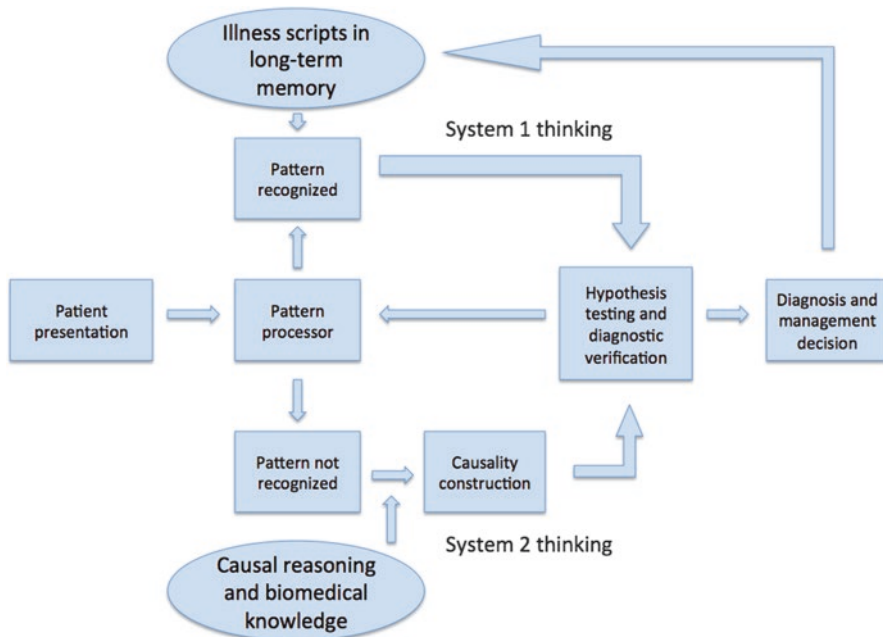 Illness scripts in
long-term
memory
System 1 thinking
Pattern
recognized
Patient
presentation
Pattern
processor
Hypothesis
testing and
diagnostic
verification
Diagnosis and
management
decision
Pattern not
recognized
Causality
construction
System 2 thinking
Causal reasoning
and biomedical
knowledge